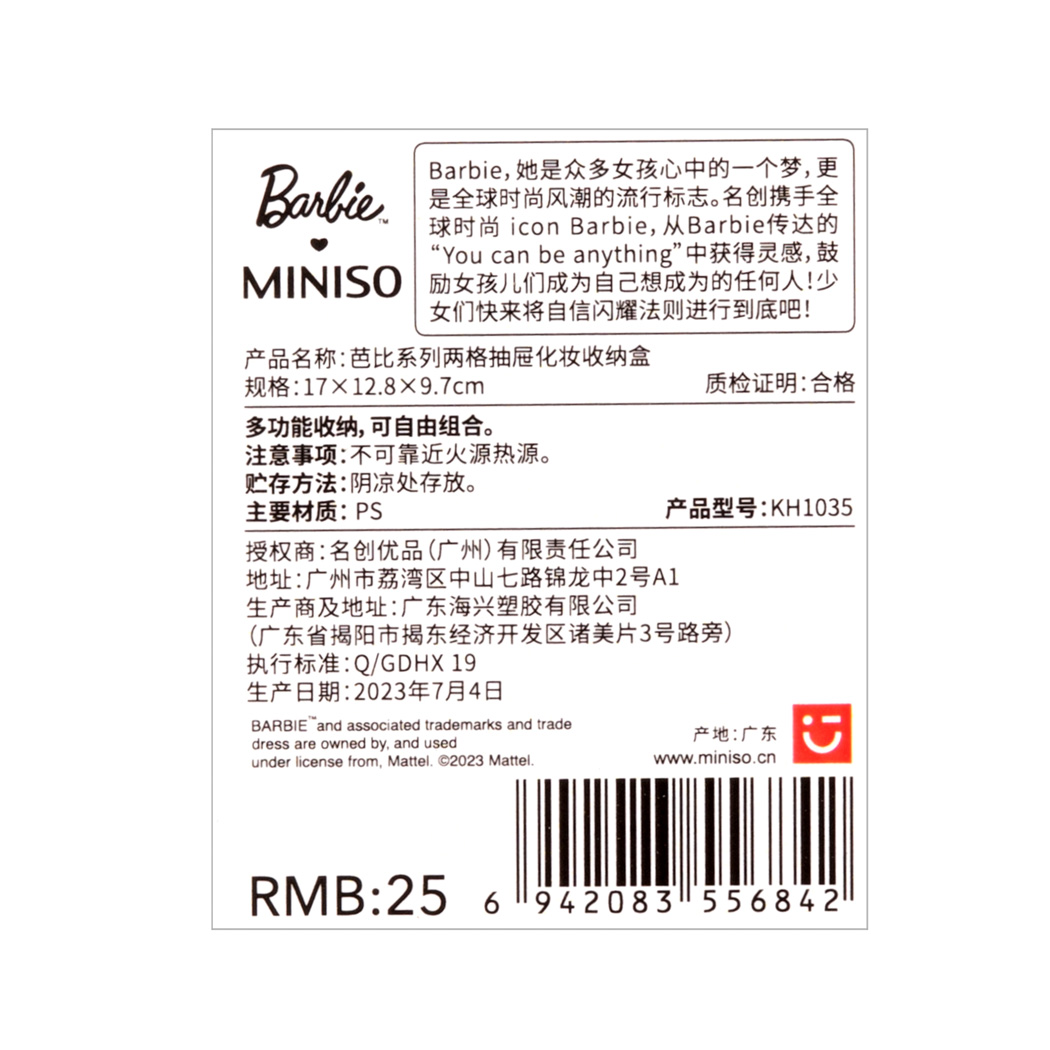 Barbie™
♥
MINISO
Barbie，她是众多女孩心中的一个梦，更
是全球时尚风潮的流行标志。名创携手全
球时尚 icon Barbie，从Barbie传达的
“You can be anything”中获得灵感，鼓
励女孩儿们成为自己想成为的任何人！少
女们快来将自信闪耀法则进行到底吧！
产品名称：芭比系列两格抽屉化妆收纳盒
规格：17×12.8×9.7cm
质检证明：合格
多功能收纳，可自由组合。
注意事项：不可靠近火源热源。
贮存方法：阴凉处存放。
主要材质：PS
产品型号：KH1035
授权商：名创优品（广州）有限责任公司
地址：广州市荔湾区中山七路锦龙中2号A1
生产商及地址：广东海兴塑胶有限公司
（广东省揭阳市揭东经济开发区诸美片3号路旁）
执行标准：Q/GDHX 19
生产日期：2023年7月4日
BARBIE™and associated trademarks and trade
dress are owned by, and used
under license from, Mattel. ©2023 Mattel.
产地：广东
www.miniso.cn
RMB:25
6 942083 556842